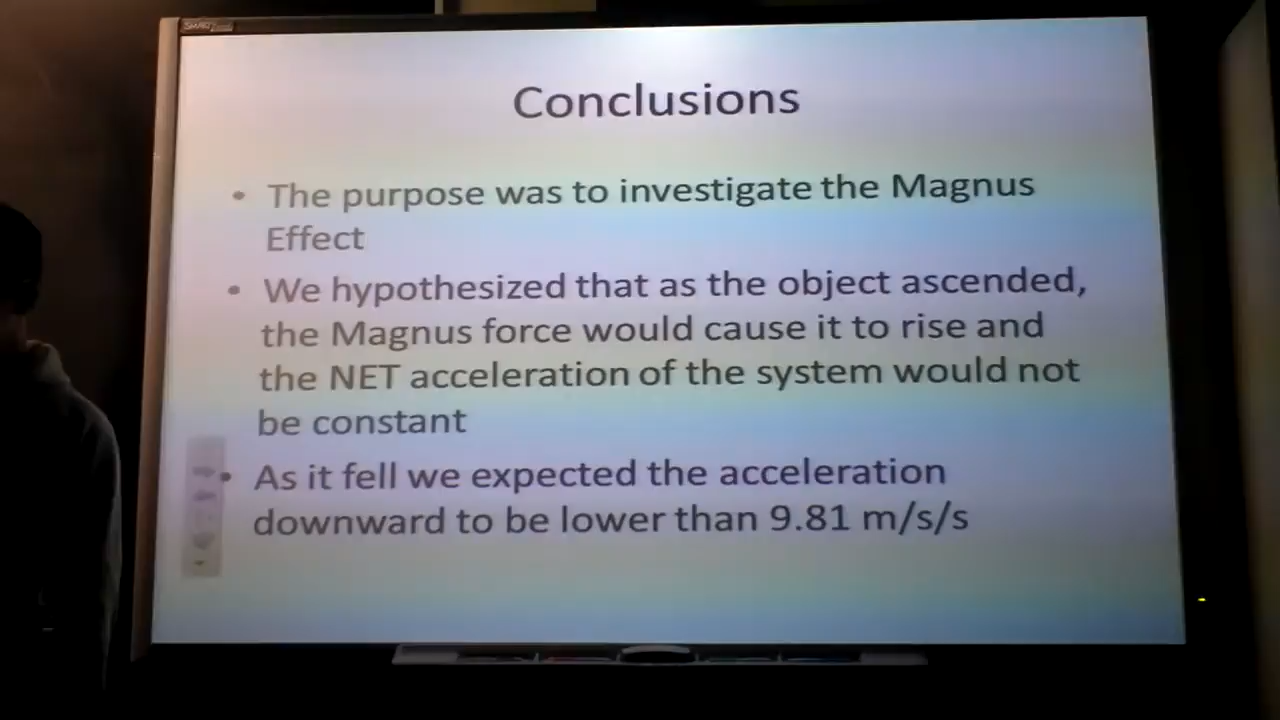 SMART
Conclusions
• The purpose was to investigate the Magnus
Effect
• We hypothesized that as the object ascended,
the Magnus force would cause it to rise and
the NET acceleration of the system would not
be constant
• As it fell we expected the acceleration
downward to be lower than 9.81 m/s/s